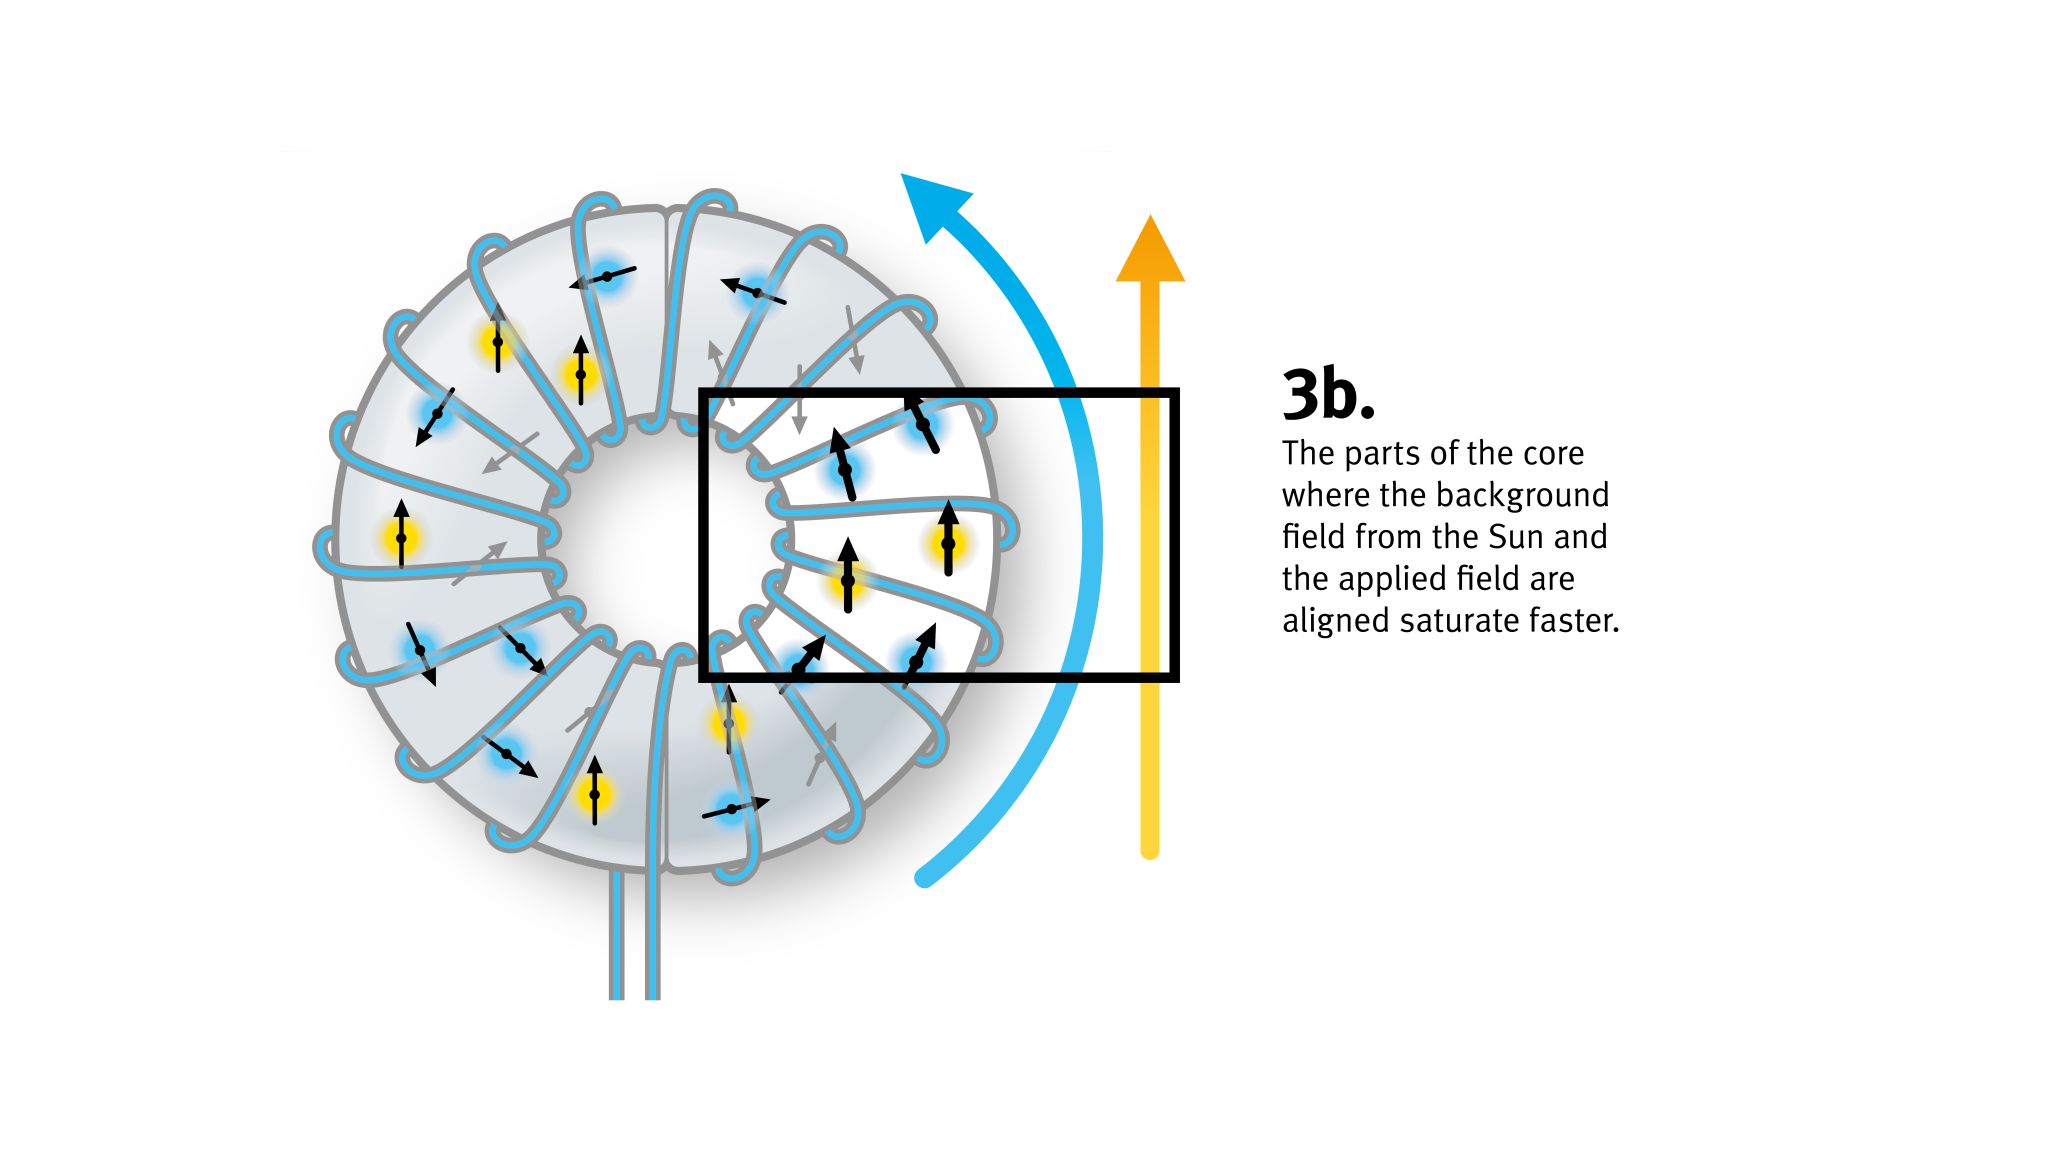 3b.
The parts of the core
where the background
field from the Sun and
the applied field are
aligned saturate faster.